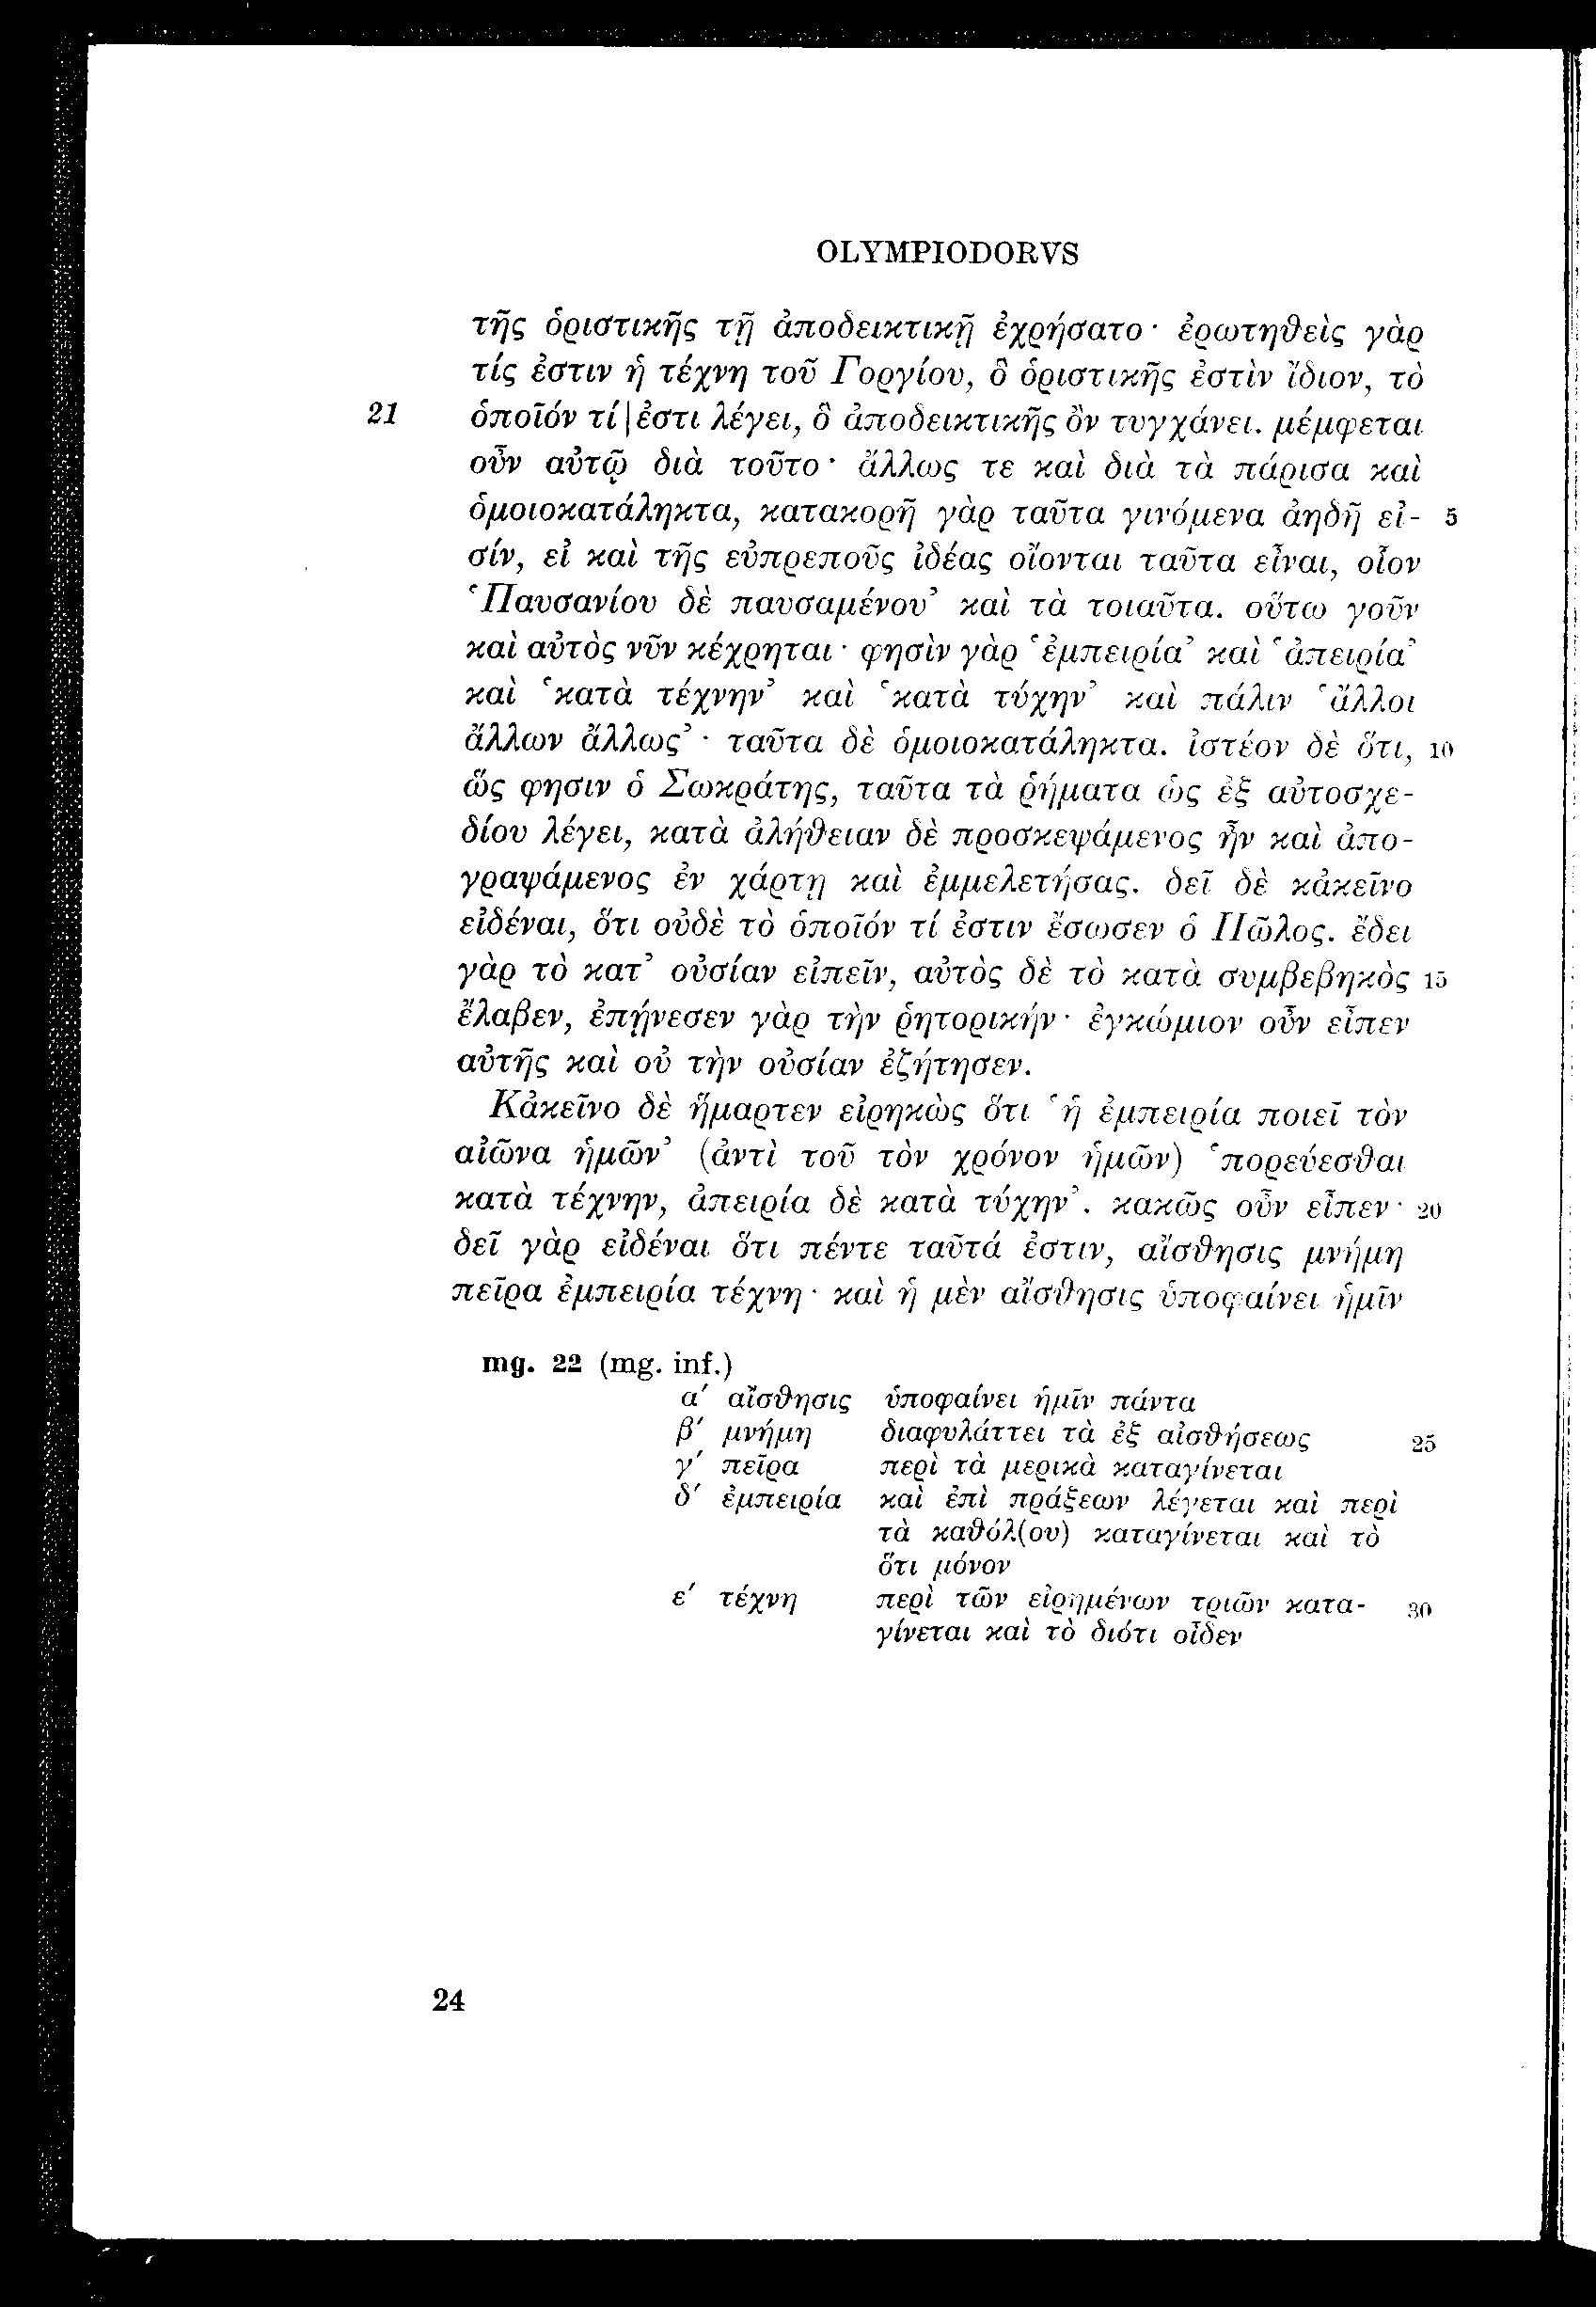 OLYMPIODORVS
τῆς ὁριστικῆς τῇ ἀποδεικτικῇ ἐχρήσατο· ἐρωτηθεὶς γὰρ
τίς ἐστιν ἡ τέχνη τοῦ Γοργίου, ὃ ὁριστικῆς ἐστὶν ἴδιον, τὸ
21 ὁποῖόν τί|ἐστι λέγει, ὃ ἀποδεικτικῆς ὂν τυγχάνει. μέμφεται
οὖν αὐτῷ διὰ τοῦτο· ἄλλως τε καὶ διὰ τὰ πάρισα καὶ
ὁμοιοκατάληκτα, κατακορῆ γὰρ ταῦτα γινόμενα ἀηδῆ εἰ- 5
σίν, εἰ καὶ τῆς εὐπρεποῦς ἰδέας οἴονται ταῦτα εἶναι, οἷον
‘Παυσανίου δὲ παυσαμένου’ καὶ τὰ τοιαῦτα. οὕτω γοῦν
καὶ αὐτὸς νῦν κέχρηται· φησὶν γὰρ ‘ἐμπειρία’ καὶ ‘ἀπειρία’
καὶ ‘κατὰ τέχνην’ καὶ ‘κατὰ τύχην’ καὶ πάλιν ‘ἄλλοι
ἄλλων ἄλλως’· ταῦτα δὲ ὁμοιοκατάληκτα. ἰστέον δὲ ὅτι, 10
ὥς φησιν ὁ Σωκράτης, ταῦτα τὰ ῥήματα ὡς ἐξ αὐτοσχε-
δίου λέγει, κατὰ ἀλήθειαν δὲ προσκεψάμενος ἦν καὶ ἀπο-
γραψάμενος ἐν χάρτῃ καὶ ἐμμελετήσας. δεῖ δὲ κἀκεῖνο
εἰδέναι, ὅτι οὐδὲ τὸ ὁποῖόν τί ἐστιν ἔσωσεν ὁ Πῶλος. ἔδει
γὰρ τὸ κατ’ οὐσίαν εἰπεῖν, αὐτὸς δὲ τὸ κατὰ συμβεβηκὸς 15
ἔλαβεν, ἐπῄνεσεν γὰρ τὴν ῥητορικήν· ἐγκώμιον οὖν εἶπεν
αὐτῆς καὶ οὐ τὴν οὐσίαν ἐζήτησεν.
Κἀκεῖνο δὲ ἥμαρτεν εἰρηκὼς ὅτι ‘ἡ ἐμπειρία ποιεῖ τὸν
αἰῶνα ἡμῶν’ (ἀντὶ τοῦ τὸν χρόνον ἡμῶν) ‘πορεύεσθαι
κατὰ τέχνην, ἀπειρία δὲ κατὰ τύχην’. κακῶς οὖν εἶπεν· 20
δεῖ γὰρ εἰδέναι ὅτι πέντε ταῦτά ἐστιν, αἴσθησις μνήμη
πεῖρα ἐμπειρία τέχνη· καὶ ἡ μὲν αἴσθησις ὑποφαίνει ἡμῖν
mg. 22 (mg. inf.)
α′ αἴσθησις ὑποφαίνει ἡμῖν πάντα
β′ μνήμη διαφυλάττει τὰ ἐξ αἰσθήσεως 25
γ′ πεῖρα περὶ τὰ μερικὰ καταγίνεται
δ′ ἐμπειρία καὶ ἐπὶ πράξεων λέγεται καὶ περὶ
τὰ καθόλ(ου) καταγίνεται καὶ τὸ
ὅτι μόνον
ε′ τέχνη περὶ τῶν εἰρημένων τριῶν κατα- 30
γίνεται καὶ τὸ διότι οἶδεν
24